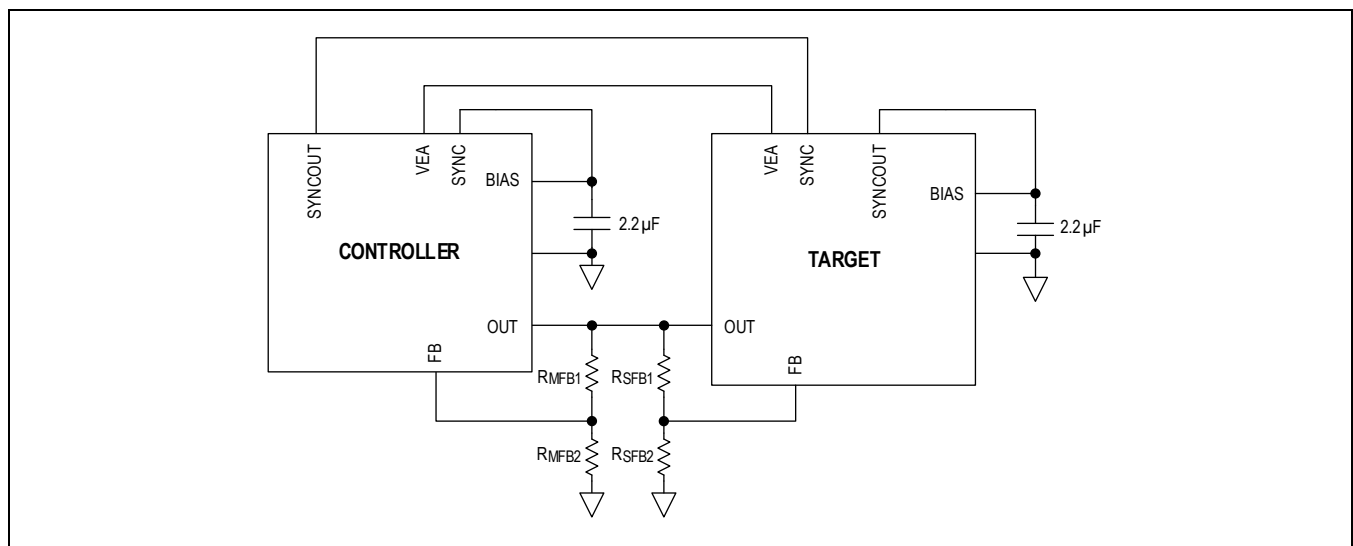 SYNCOUT
VEA
SYNC
BIAS
2.2µF
CONTROLLER
OUT
FB
RMFB1
RMFB2
VEA
SYNC
SYNCOUT
BIAS
2.2µF
TARGET
OUT
FB
RSFB1
RSFB2